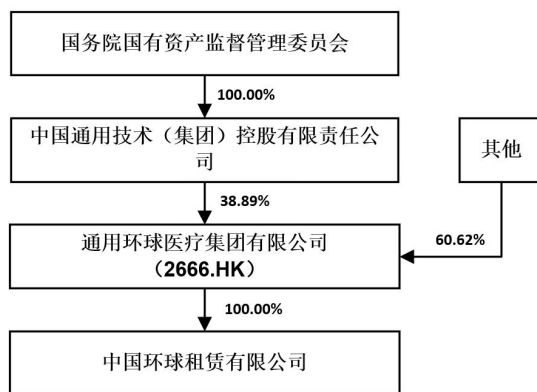 国务院国有资产监督管理委员会
100.00%
中国通用技术（集团）控股有限责任公
司
其他
38.89%
通用环球医疗集团有限公司
（2666.HK）
60.62%
100.00%
中国环球租赁有限公司